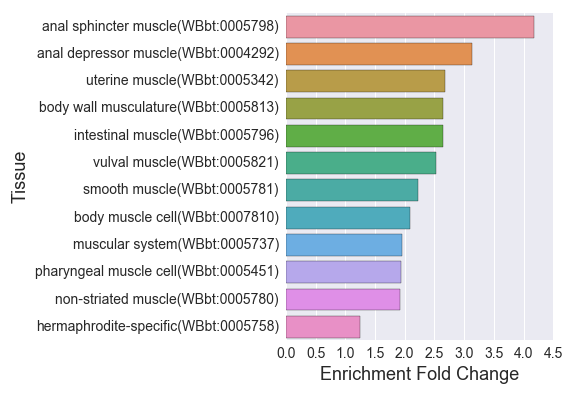 anal sphincter muscle(WBbt:0005798)
anal depressor muscle(WBbt:0004292)
uterine muscle(WBbt:0005342)
body wall musculature(WBbt:0005813)
intestinal muscle(WBbt:0005796)
vulval muscle(WBbt:0005821)
smooth muscle(WBbt:0005781)
body muscle cell(WBbt:0007810)
muscular system(WBbt:0005737)
pharyngeal muscle cell(WBbt:0005451)
non-striated muscle(WBbt:0005780)
hermaphrodite-specific(WBbt:0005758)
Tissue
0.0 0.5 1.0 1.5 2.0 2.5 3.0 3.5 4.0 4.5
Enrichment Fold Change